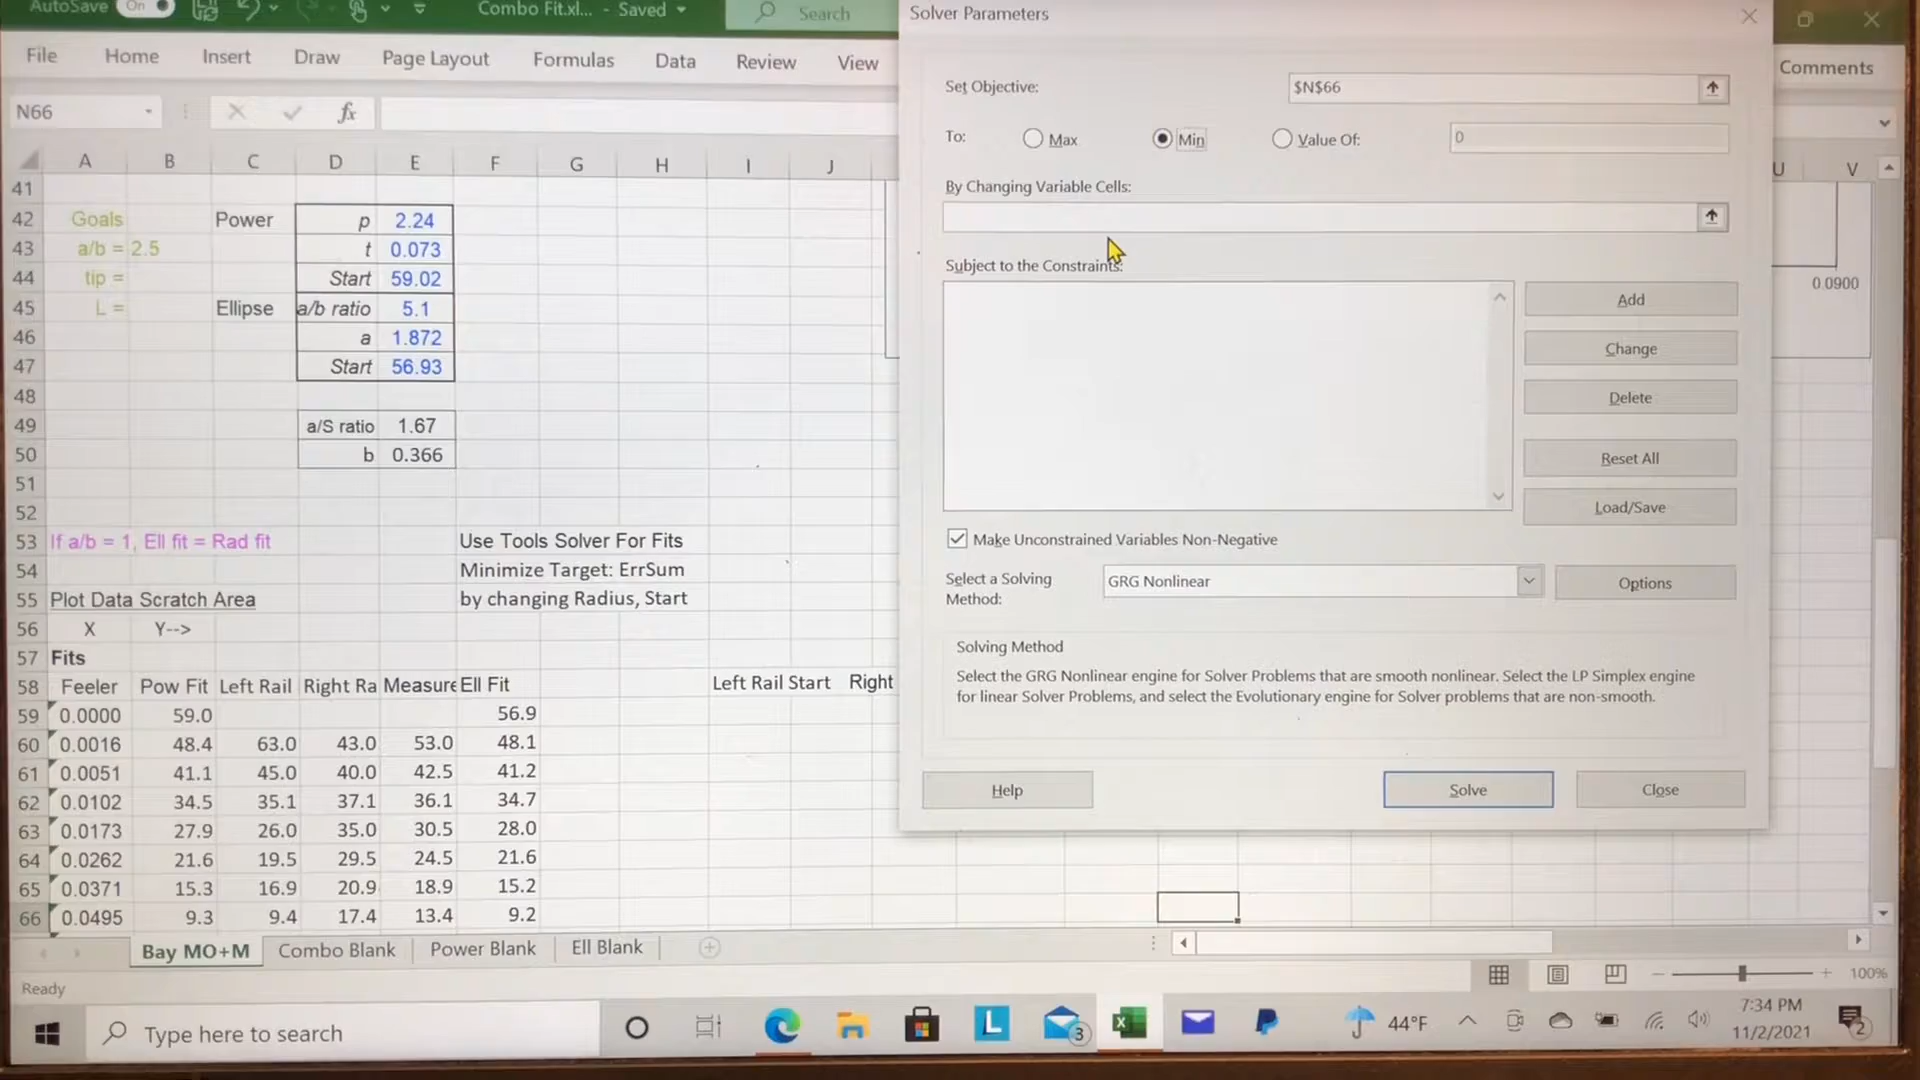 AutoSave On Combo Fit.xl... - Saved Search
File Home Insert Draw Page Layout Formulas Data Review View Comments
N66 fx
A B C D E F G H I J U V
41
42 Goals Power p 2.24
43 a/b = 2.5 t 0.073
44 tip = Start 59.02
45 L = Ellipse a/b ratio 5.1
46 a 1.872
47 Start 56.93
48
49 a/S ratio 1.67
50 b 0.366
51
52
53 If a/b = 1, Ell fit = Rad fit Use Tools Solver For Fits
54 Minimize Target: ErrSum
55 Plot Data Scratch Area by changing Radius, Start
56 X Y-->
57 Fits
58 Feeler Pow Fit Left Rail Right Ra Measure Ell Fit Left Rail Start Right
59 0.0000 59.0 56.9
60 0.0016 48.4 63.0 43.0 53.0 48.1
61 0.0051 41.1 45.0 40.0 42.5 41.2
62 0.0102 34.5 35.1 37.1 36.1 34.7
63 0.0173 27.9 26.0 35.0 30.5 28.0
64 0.0262 21.6 19.5 29.5 24.5 21.6
65 0.0371 15.3 16.9 20.9 18.9 15.2
66 0.0495 9.3 9.4 17.4 13.4 9.2
0.0900
Solver Parameters
Set Objective: $N$66
To: Max Min Value Of: 0
By Changing Variable Cells:
Subject to the Constraints:
Add
Change
Delete
Reset All
Load/Save
Make Unconstrained Variables Non-Negative
Select a Solving
Method:
GRG Nonlinear
Options
Solving Method
Select the GRG Nonlinear engine for Solver Problems that are smooth nonlinear. Select the LP Simplex engine
for linear Solver Problems, and select the Evolutionary engine for Solver problems that are non-smooth.
Help Solve Close
Bay MO+M Combo Blank Power Blank Ell Blank
Ready 100%
Type here to search L 3 44°F 7:34 PM
11/2/2021 2